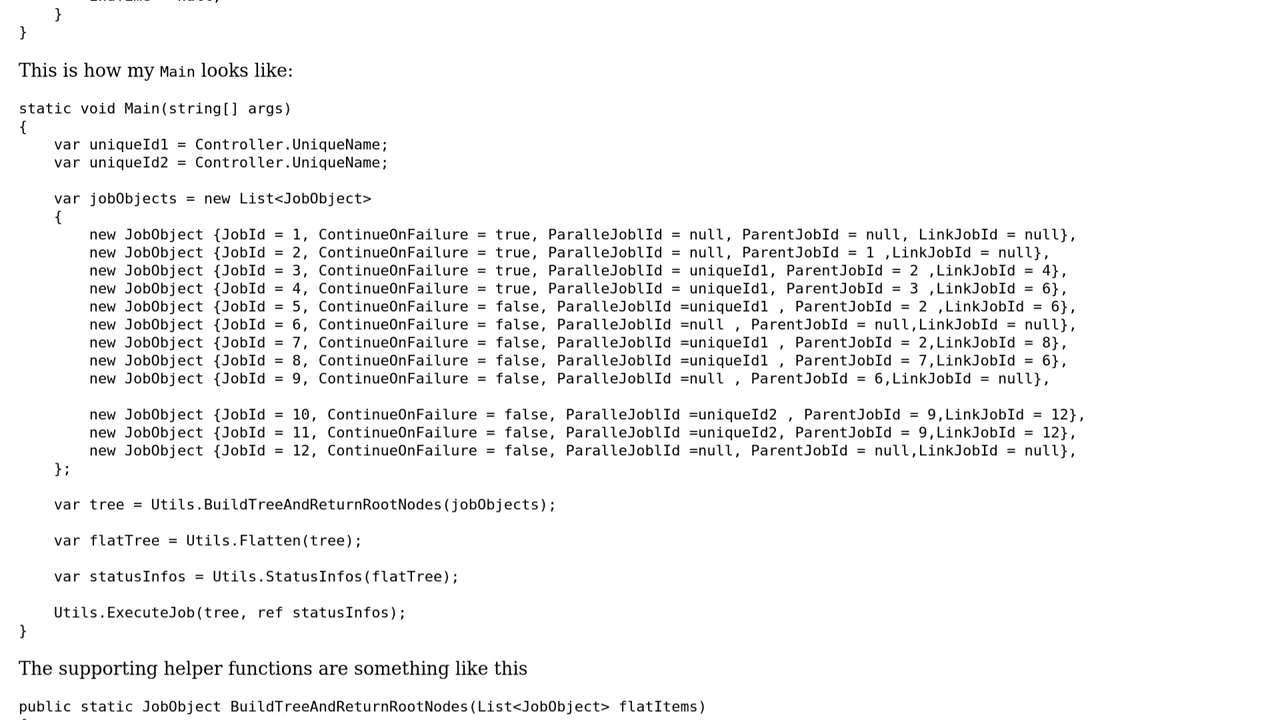 }
}
This is how my Main looks like:
static void Main(string[] args)
{
    var uniqueId1 = Controller.UniqueName;
    var uniqueId2 = Controller.UniqueName;
    var jobObjects = new List<JobObject>
    {
        new JobObject {JobId = 1, ContinueOnFailure = true, ParalleJoblId = null, ParentJobId = null, LinkJobId = null},
        new JobObject {JobId = 2, ContinueOnFailure = true, ParalleJoblId = null, ParentJobId = 1 ,LinkJobId = null},
        new JobObject {JobId = 3, ContinueOnFailure = true, ParalleJoblId = uniqueId1, ParentJobId = 2 ,LinkJobId = 4},
        new JobObject {JobId = 4, ContinueOnFailure = true, ParalleJoblId = uniqueId1, ParentJobId = 3 ,LinkJobId = 6},
        new JobObject {JobId = 5, ContinueOnFailure = false, ParalleJoblId =uniqueId1 , ParentJobId = 2 ,LinkJobId = 6},
        new JobObject {JobId = 6, ContinueOnFailure = false, ParalleJoblId =null , ParentJobId = null,LinkJobId = null},
        new JobObject {JobId = 7, ContinueOnFailure = false, ParalleJoblId =uniqueId1 , ParentJobId = 2,LinkJobId = 8},
        new JobObject {JobId = 8, ContinueOnFailure = false, ParalleJoblId =uniqueId1 , ParentJobId = 7,LinkJobId = 6},
        new JobObject {JobId = 9, ContinueOnFailure = false, ParalleJoblId =null , ParentJobId = 6,LinkJobId = null},
        new JobObject {JobId = 10, ContinueOnFailure = false, ParalleJoblId =uniqueId2 , ParentJobId = 9,LinkJobId = 12},
        new JobObject {JobId = 11, ContinueOnFailure = false, ParalleJoblId =uniqueId2, ParentJobId = 9,LinkJobId = 12},
        new JobObject {JobId = 12, ContinueOnFailure = false, ParalleJoblId =null, ParentJobId = null,LinkJobId = null},
    };
    var tree = Utils.BuildTreeAndReturnRootNodes(jobObjects);
    var flatTree = Utils.Flatten(tree);
    var statusInfos = Utils.StatusInfos(flatTree);
    Utils.ExecuteJob(tree, ref statusInfos);
}
The supporting helper functions are something like this
public static JobObject BuildTreeAndReturnRootNodes(List<JobObject> flatItems)